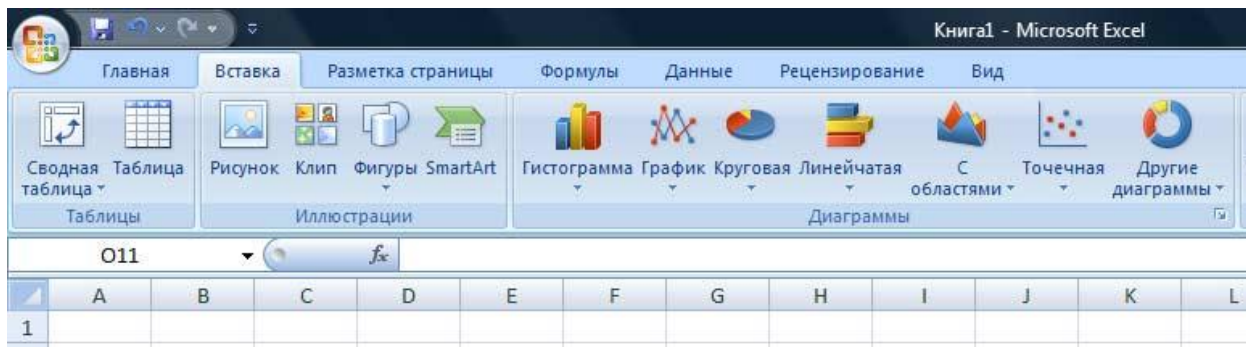 Книга1 - Microsoft Excel
Главная Вставка Разметка страницы Формулы Данные Рецензирование Вид
Сводная таблица Таблица Рисунок Клип Фигуры SmartArt Гистограмма График Круговая Линейчатая С областями Точечная Другие диаграммы
Таблицы Иллюстрации Диаграммы
O11 fx
A B C D E F G H I J K L
1